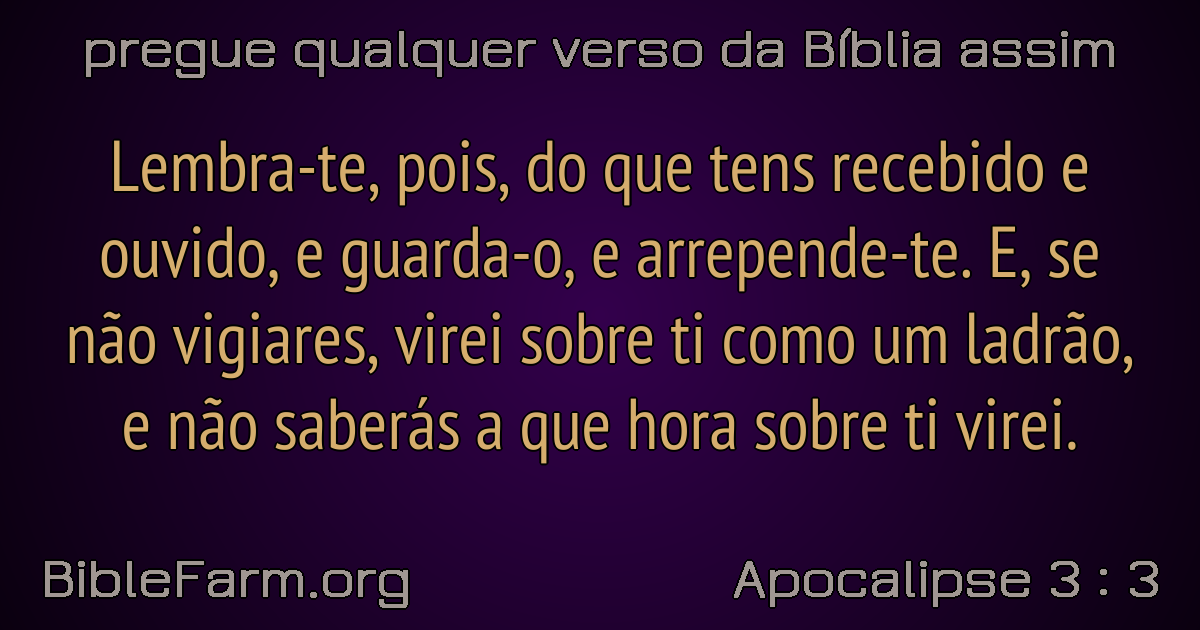 pregue qualquer verso da Bíblia assim
Lembra-te, pois, do que tens recebido e
ouvido, e guarda-o, e arrepende-te. E, se
não vigiares, virei sobre ti como um ladrão,
e não saberás a que hora sobre ti virei.
BibleFarm.org
Apocalipse 3 : 3